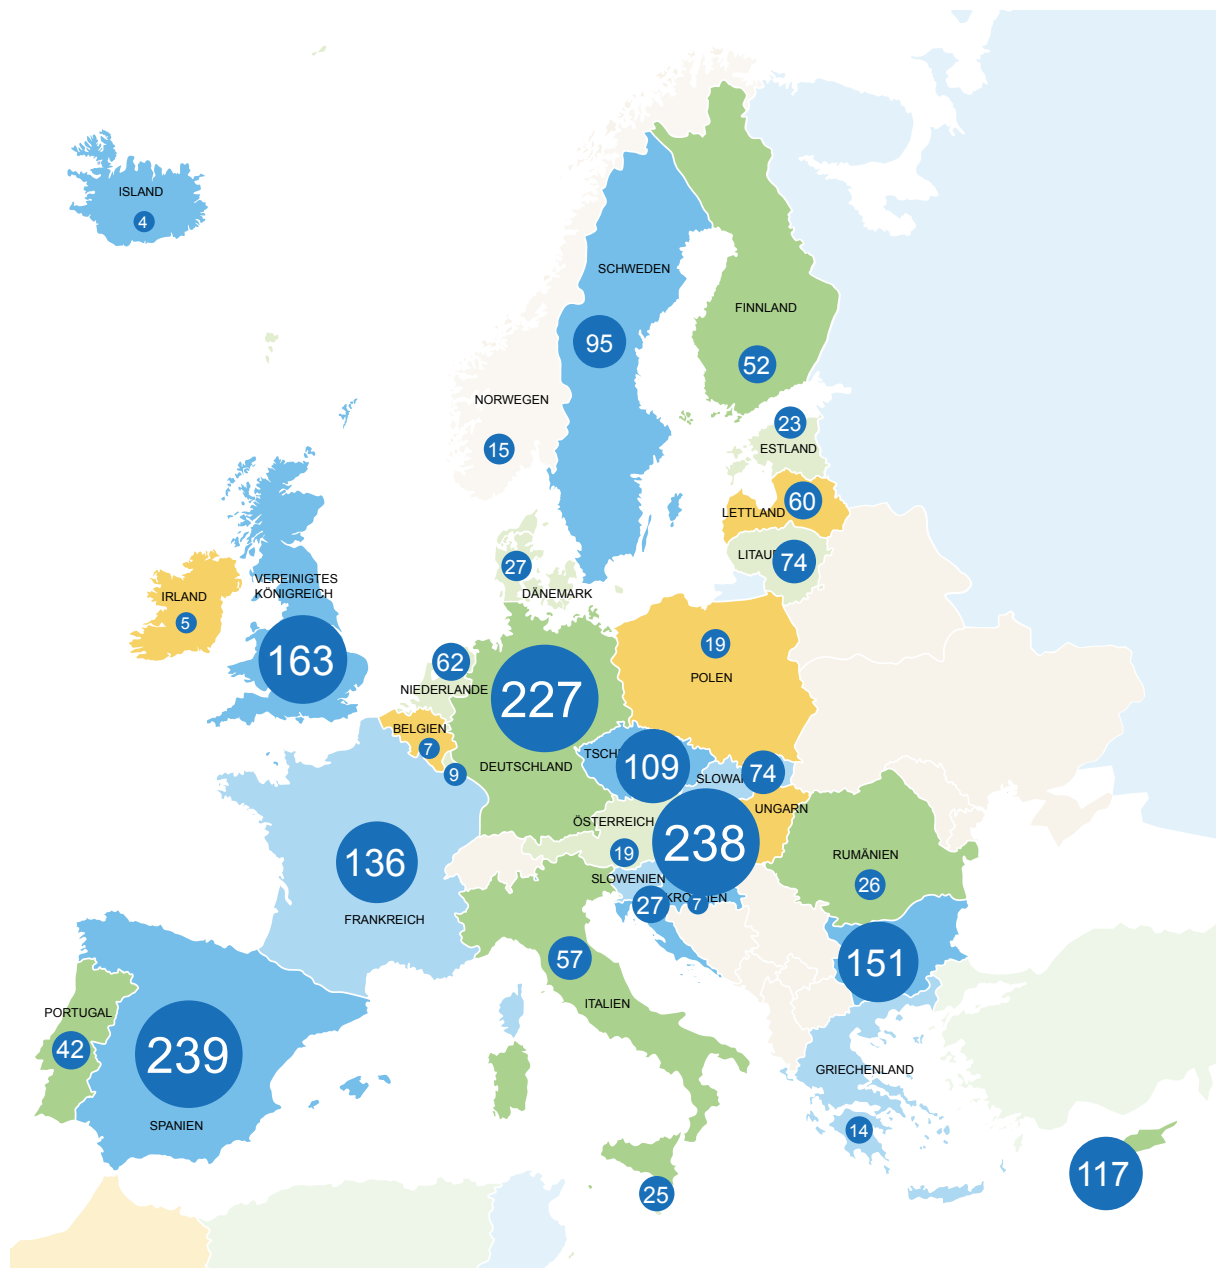 ISLAND
4
SCHWEDEN
95
FINNLAND
52
NORWEGEN
15
23
ESTLAND
LETTLAND
60
LITAU
74
27
DÄNEMARK
VEREINIGTES
KÖNIGREICH
163
IRLAND
5
62
NIEDERLANDE
227
DEUTSCHLAND
19
POLEN
BELGIEN
7
9
TSCH
109
SLOWA
74
UNGARN
ÖSTERREICH
19
238
136
FRANKREICH
SLOWENIEN
27
KRO
EN
7
RUMÄNIEN
26
151
57
ITALIEN
PORTUGAL
42
239
SPANIEN
GRIECHENLAND
14
25
117